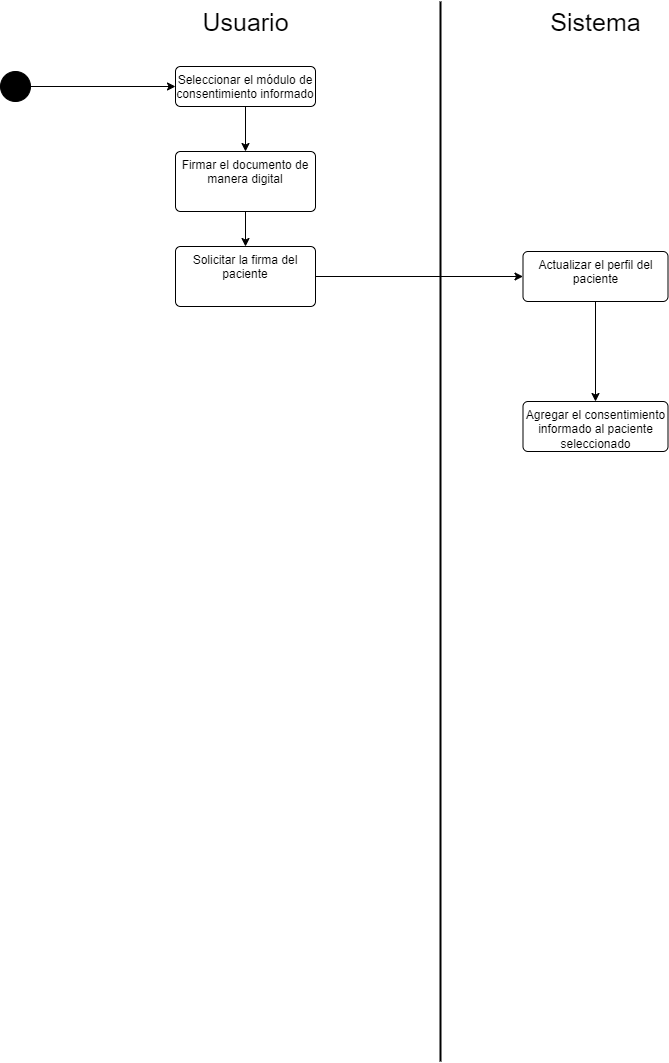 Usuario
Sistema
Seleccionar el módulo de
consentimiento informado
Firmar el documento de
manera digital
Solicitar la firma del
paciente
Actualizar el perfil del
paciente
Agregar el consentimiento
informado al paciente
seleccionado